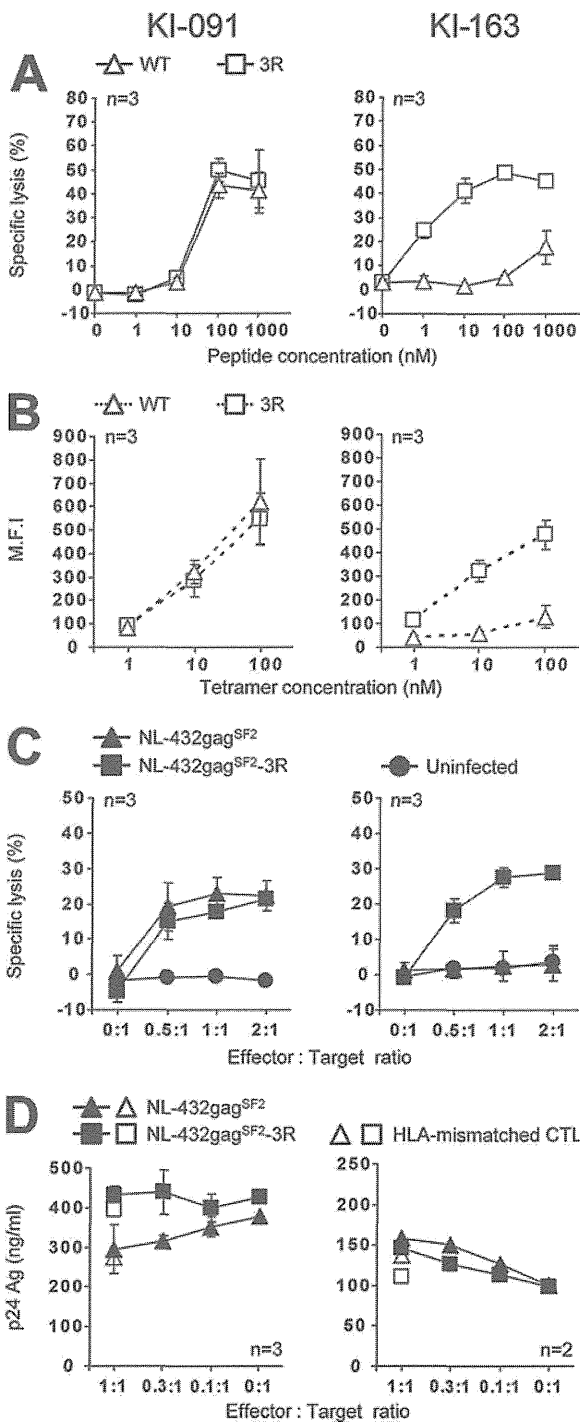 KI-091 KI-163
A
WT 3R
n=3 n=3
Specific lysis (%)
80 80
70 70
60 60
50 50
40 40
30 30
20 20
10 10
0 0
-10 -10
0 1 10 100 1000 0 1 10 100 1000
Peptide concentration (nM)
B
WT 3R
n=3 n=3
M.F.I
900 900
800 800
700 700
600 600
500 500
400 400
300 300
200 200
100 100
0 0
1 10 100 1 10 100
Tetramer concentration (nM)
C
NL-432gagSF2
NL-432gagSF2-3R Uninfected
n=3 n=3
Specific lysis (%)
50 50
40 40
30 30
20 20
10 10
0 0
-10 -10
0:1 0.5:1 1:1 2:1 0:1 0.5:1 1:1 2:1
Effector : Target ratio
D
NL-432gagSF2
NL-432gagSF2-3R HLA-mismatched CTL
p24 Ag (ng/ml)
500 250
400 200
300 150
200 100
100 50
0 0
n=3 n=2
1:1 0.3:1 0.1:1 0:1 1:1 0.3:1 0.1:1 0:1
Effector : Target ratio